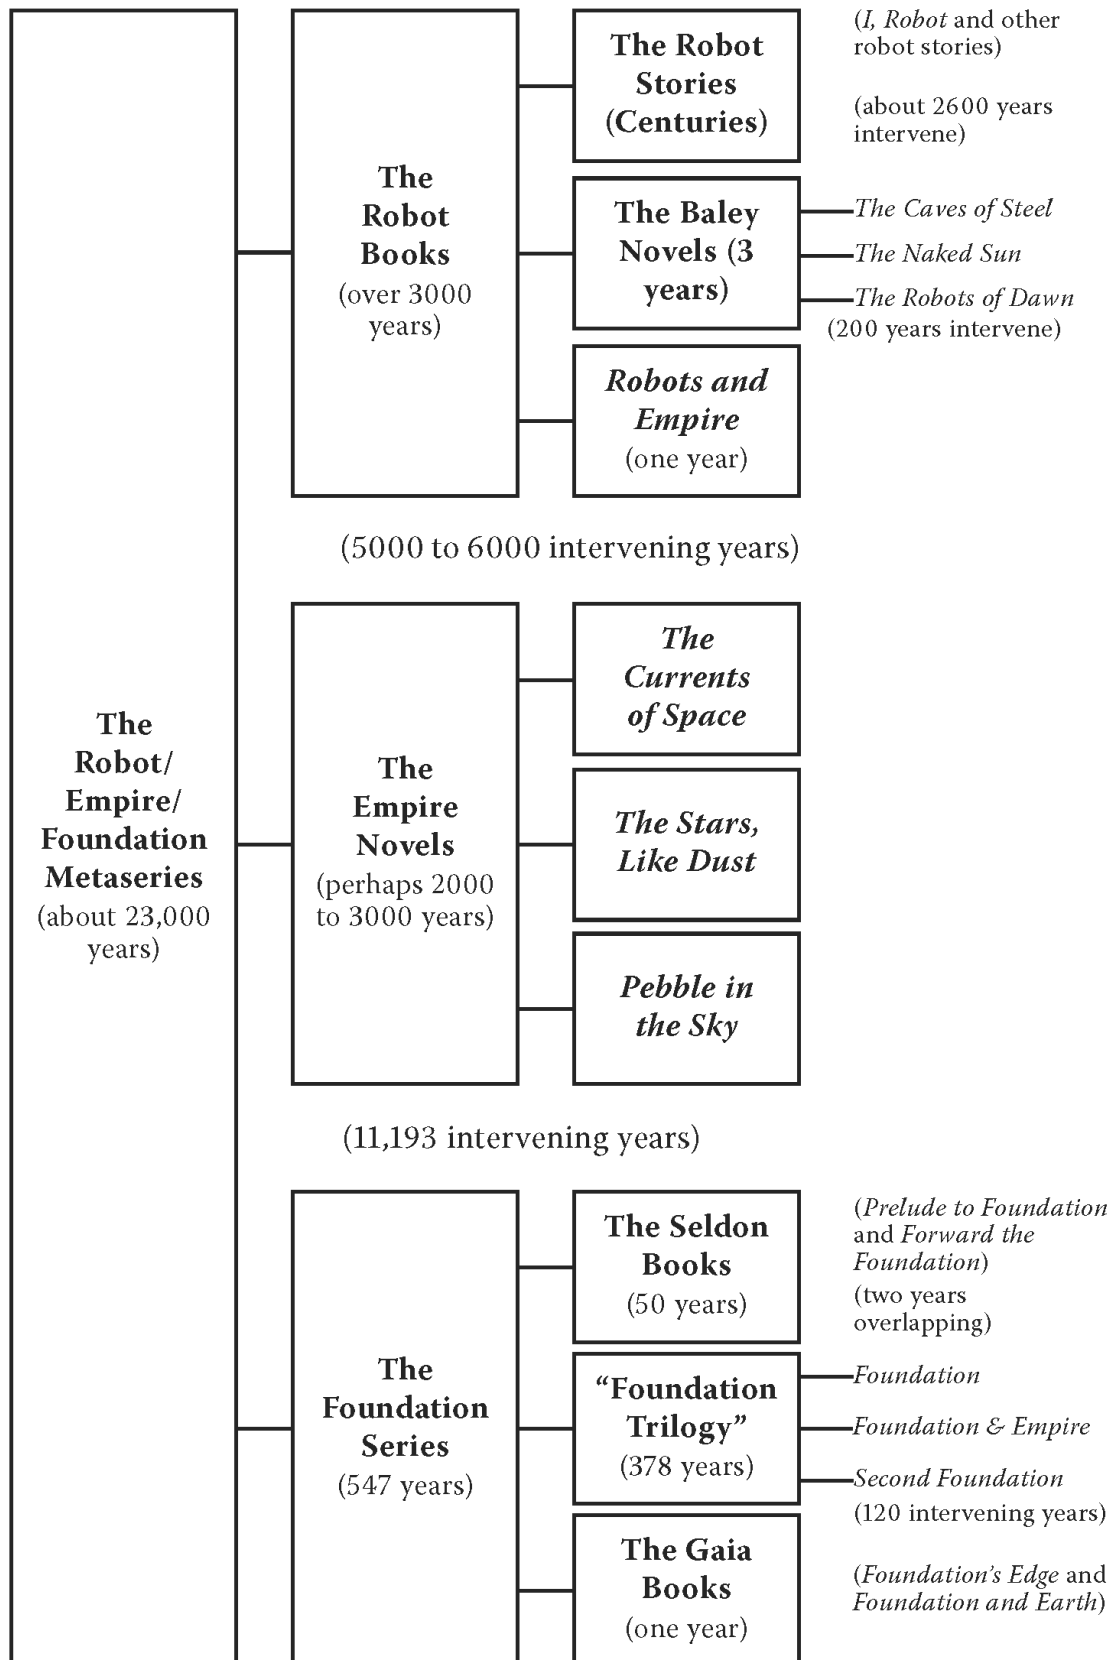 The
Robot/
Empire/
Foundation
Metaseries
(about 23,000
years)
The
Robot
Books
(over 3000
years)
The Robot
Stories
(Centuries)
(I, Robot and other
robot stories)
(about 2600 years
intervene)
The Baley
Novels (3
years)
The Caves of Steel
The Naked Sun
The Robots of Dawn
(200 years intervene)
Robots and
Empire
(one year)
(5000 to 6000 intervening years)
The
Empire
Novels
(perhaps 2000
to 3000 years)
The
Currents
of Space
The Stars,
Like Dust
Pebble in
the Sky
(11,193 intervening years)
The
Foundation
Series
(547 years)
The Seldon
Books
(50 years)
(Prelude to Foundation
and Forward the
Foundation)
(two years
overlapping)
“Foundation
Trilogy”
(378 years)
Foundation
Foundation & Empire
Second Foundation
(120 intervening years)
The Gaia
Books
(one year)
(Foundation’s Edge and
Foundation and Earth)